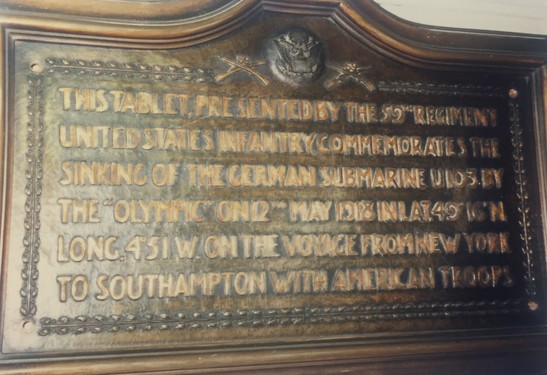 THIS TABLET, PRESENTED BY THE 59TH REGIMENT
UNITED STATES INFANTRY COMMEMORATES THE
SINKING OF THE GERMAN SUBMARINE U103. BY
THE "OLYMPIC" ON 12TH MAY 1918 IN LAT 49° 16' N
LONG. 4.51 W. ON THE VOYAGE FROM NEW YORK
TO SOUTHAMPTON WITH AMERICAN TROOPS